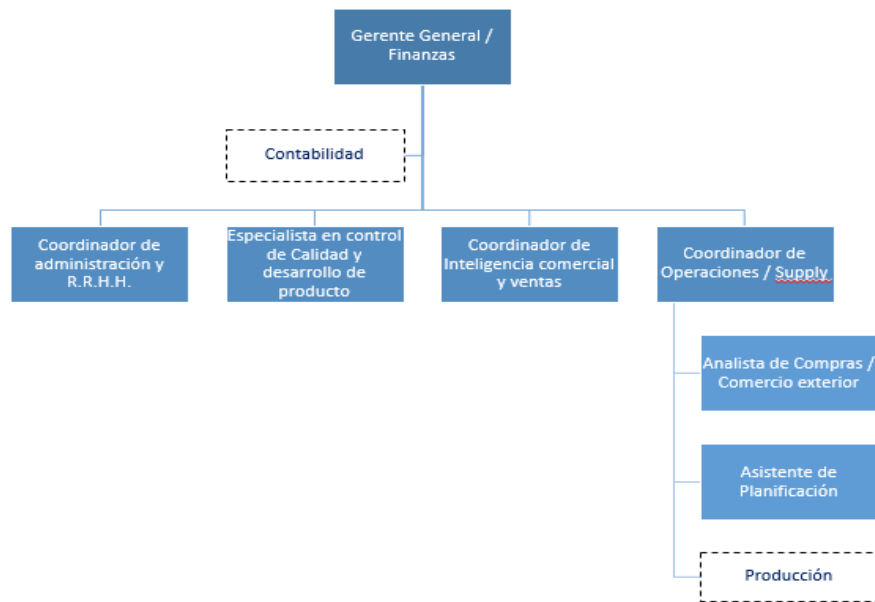 Gerente General /
Finanzas
Contabilidad
Coordinador de
administración y
R.R.H.H.
Especialista en control
de Calidad y
desarrollo de
producto
Coordinador de
Inteligencia comercial
y ventas
Coordinador de
Operaciones / Supply
Analista de Compras /
Comercio exterior
Asistente de
Planificación
Producción